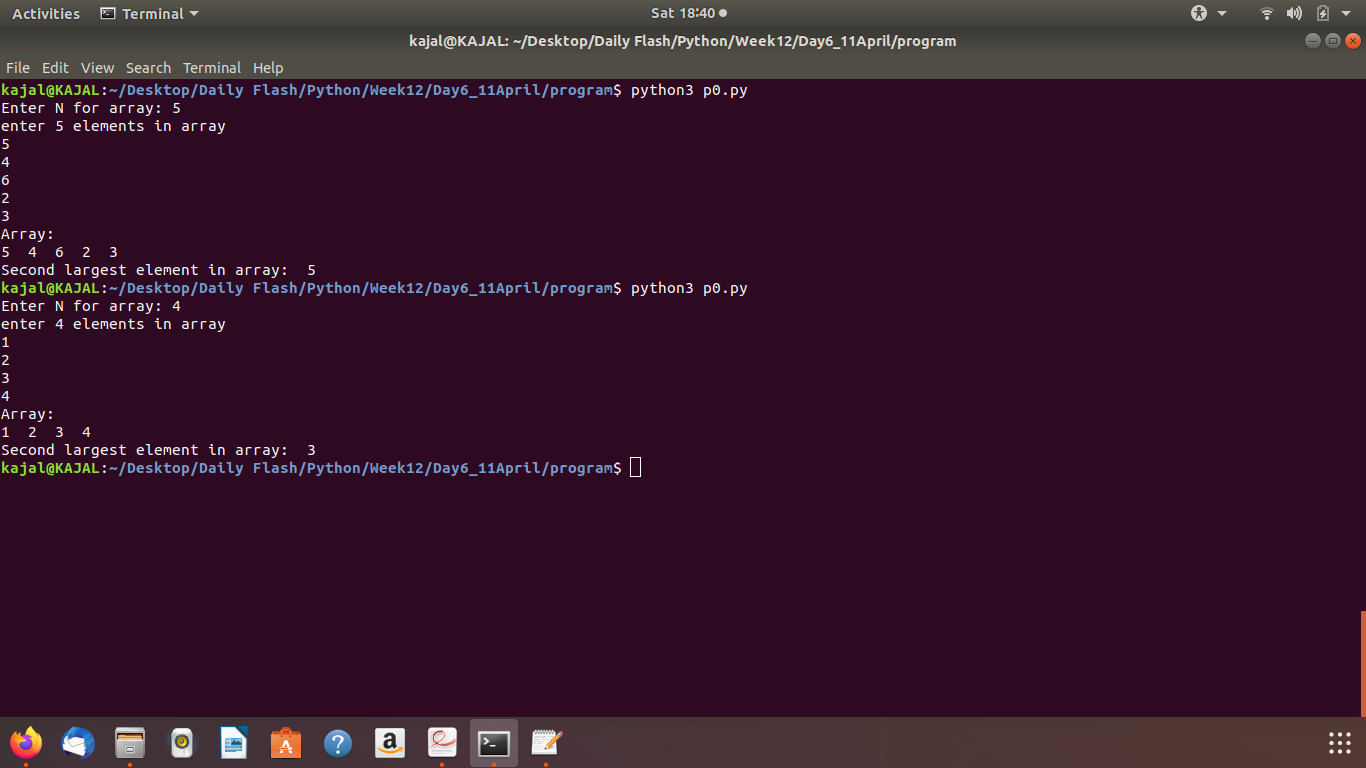 Activities Terminal Sat 18:40
kajal@KAJAL: ~/Desktop/Daily Flash/Python/Week12/Day6_11April/program
File Edit View Search Terminal Help
kajal@KAJAL:~/Desktop/Daily Flash/Python/Week12/Day6_11April/program$ python3 p0.py
Enter N for array: 5
enter 5 elements in array
5
4
6
2
3
Array:
5  4  6  2  3
Second largest element in array:  5
kajal@KAJAL:~/Desktop/Daily Flash/Python/Week12/Day6_11April/program$ python3 p0.py
Enter N for array: 4
enter 4 elements in array
1
2
3
4
Array:
1  2  3  4
Second largest element in array:  3
kajal@KAJAL:~/Desktop/Daily Flash/Python/Week12/Day6_11April/program$